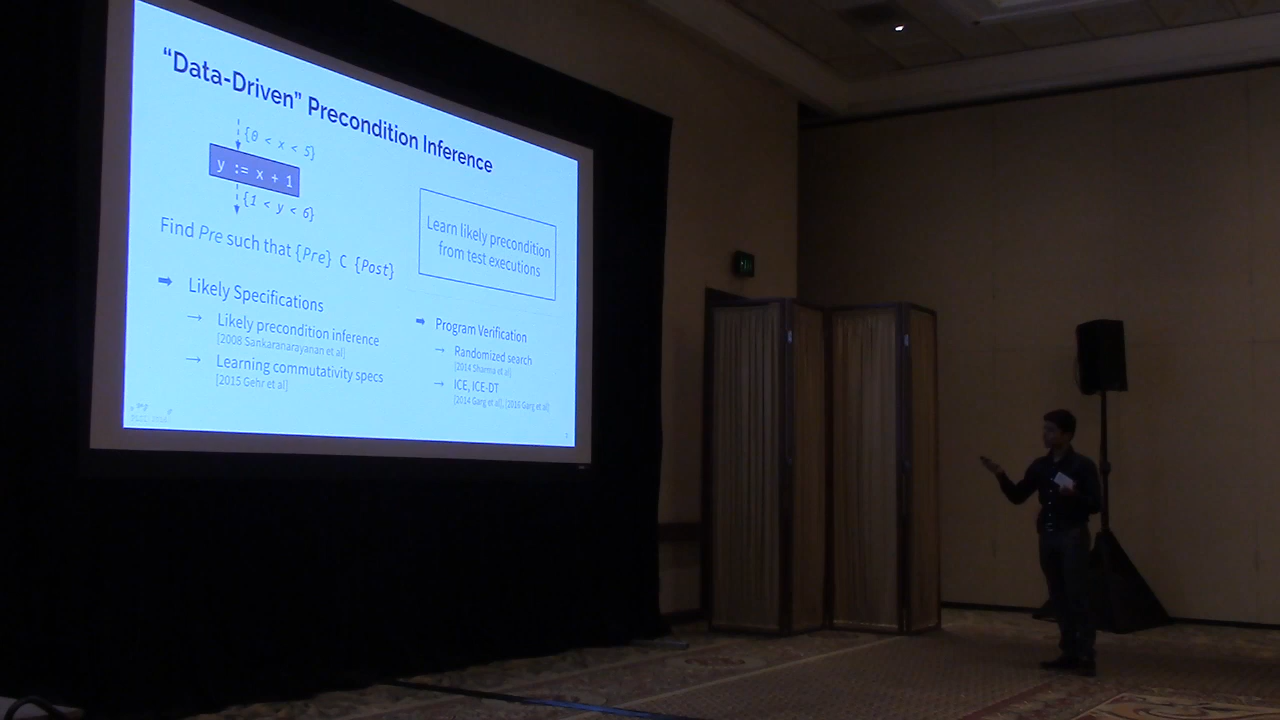 “Data-Driven” Precondition Inference
{0 < x < 5}
y := x + 1
{1 < y < 6}
Find Pre such that {Pre} C {Post}
Learn likely precondition
from test executions
➡ Likely Specifications
→ Likely precondition inference
[2008 Sankaranarayanan et al]
→ Learning commutativity specs
[2015 Gehr et al]
➡ Program Verification
→ Randomized search
[2014 Sharma et al]
→ ICE, ICE-DT
[2014 Garg et al], [2016 Garg et al]